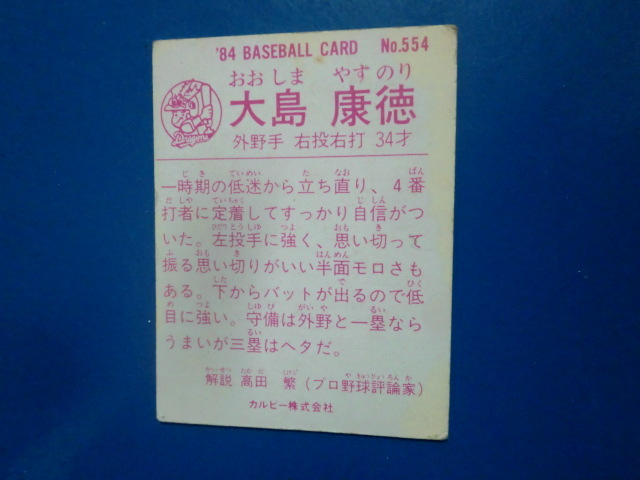 '84 BASEBALL CARD No.554
おおしま やすのり
大島 康徳
Dragons
外野手 右投右打 34才
一時期の低迷から立ち直り、4番
打者に定着してすっかり自信がつ
いた。左投手に強く、思い切って
振る思い切りがいい半面モロさも
ある。下からバットが出るので低
目に強い。守備は外野と一塁なら
うまいが三塁はヘタだ。
解説 高田 繁 (プロ野球評論家)
カルビー株式会社